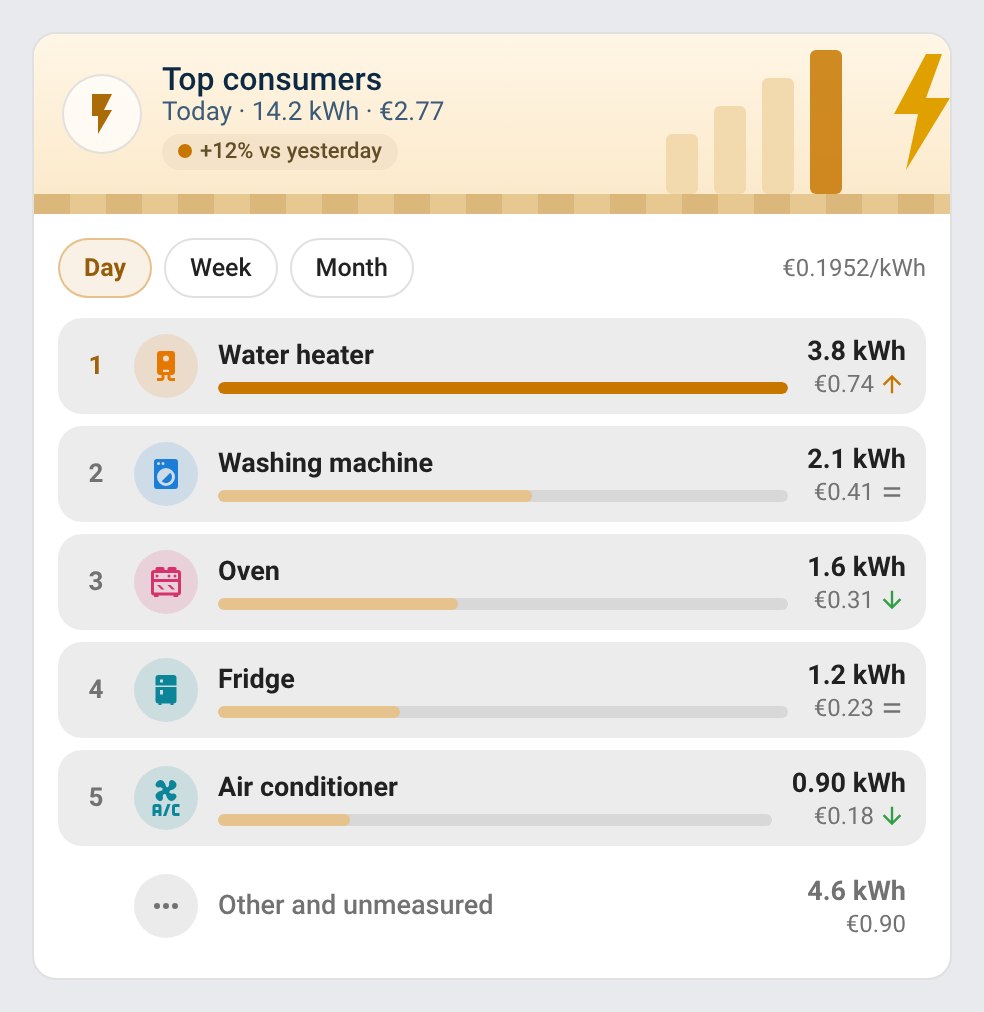 Top consumers
Today · 14.2 kWh · €2.77
+12% vs yesterday
Day
Week
Month
€0.1952/kWh
1
Water heater
3.8 kWh
€0.74 ↑
2
Washing machine
2.1 kWh
€0.41 =
3
Oven
1.6 kWh
€0.31 ↓
4
Fridge
1.2 kWh
€0.23 =
5
A/C
Air conditioner
0.90 kWh
€0.18 ↓
Other and unmeasured
4.6 kWh
€0.90